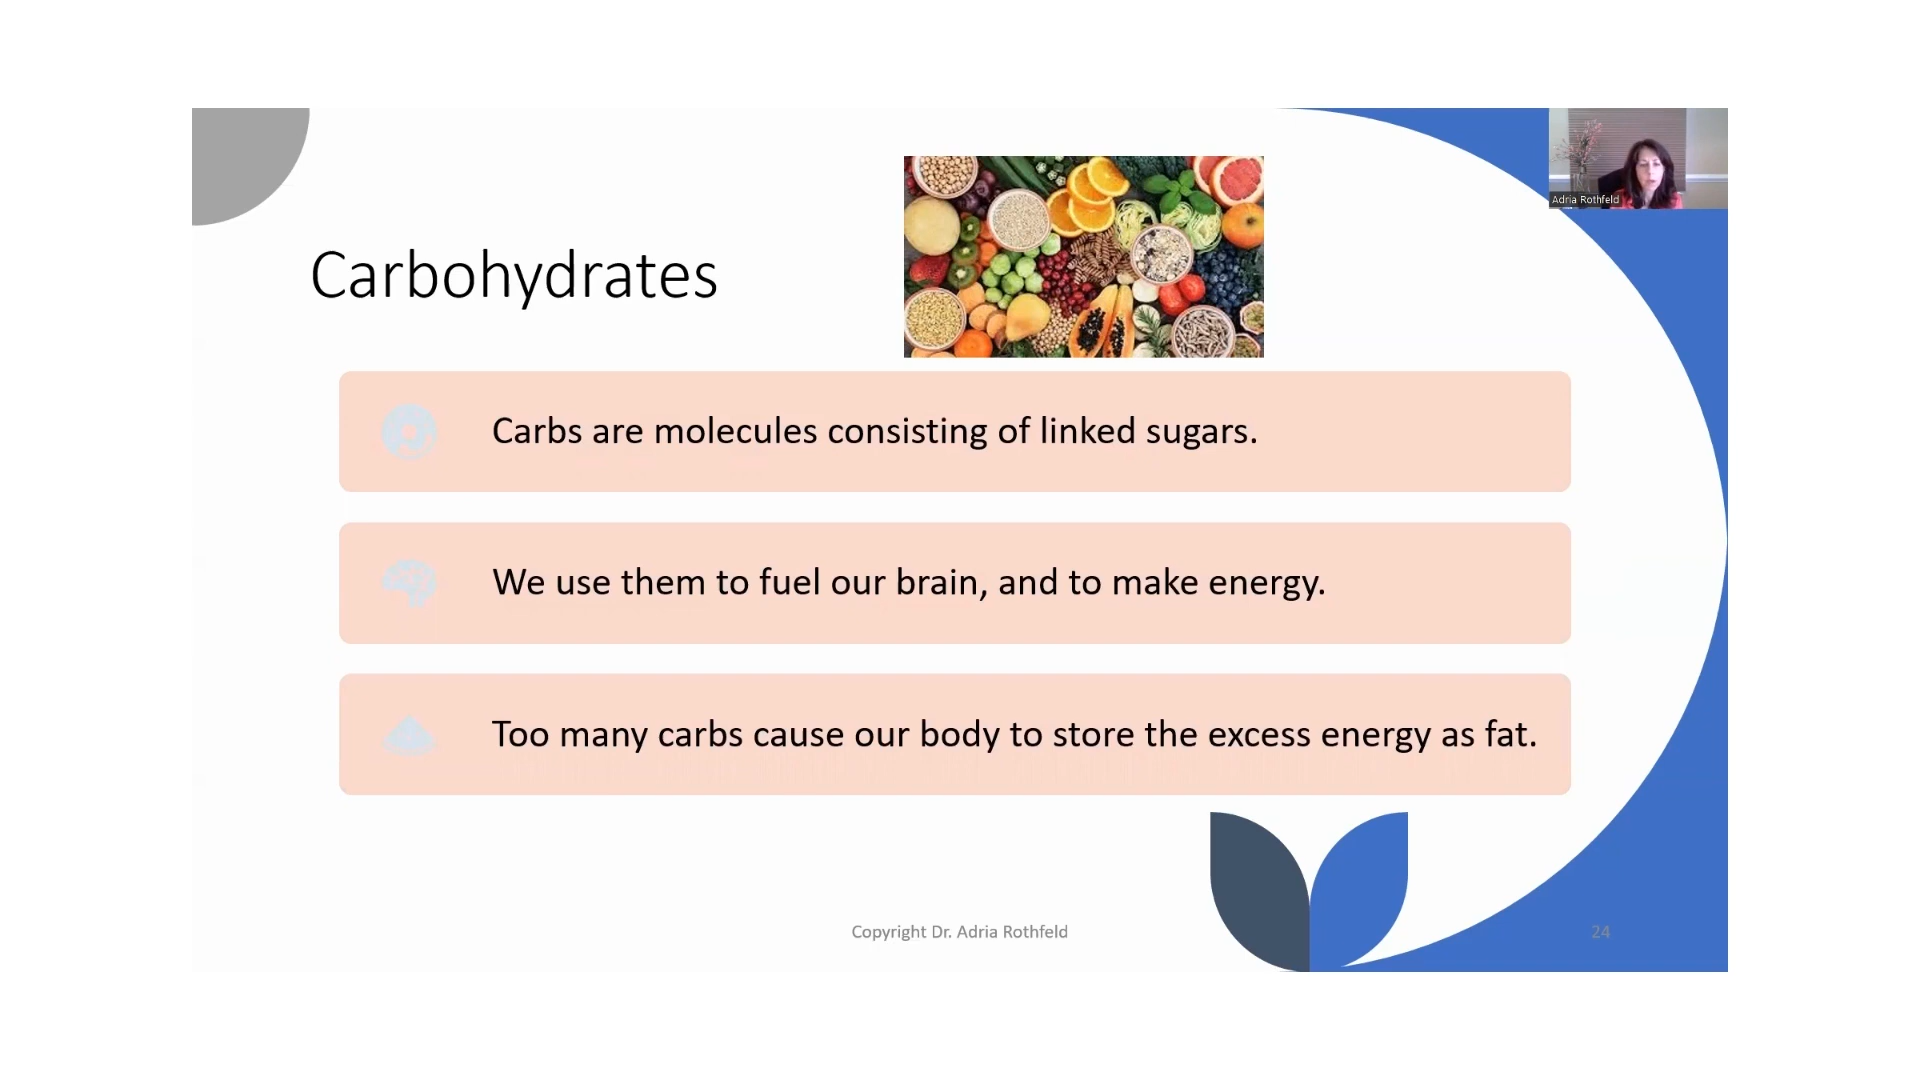 Adria Rothfeld
Carbohydrates
Carbs are molecules consisting of linked sugars.
We use them to fuel our brain, and to make energy.
Too many carbs cause our body to store the excess energy as fat.
Copyright Dr. Adria Rothfeld
24